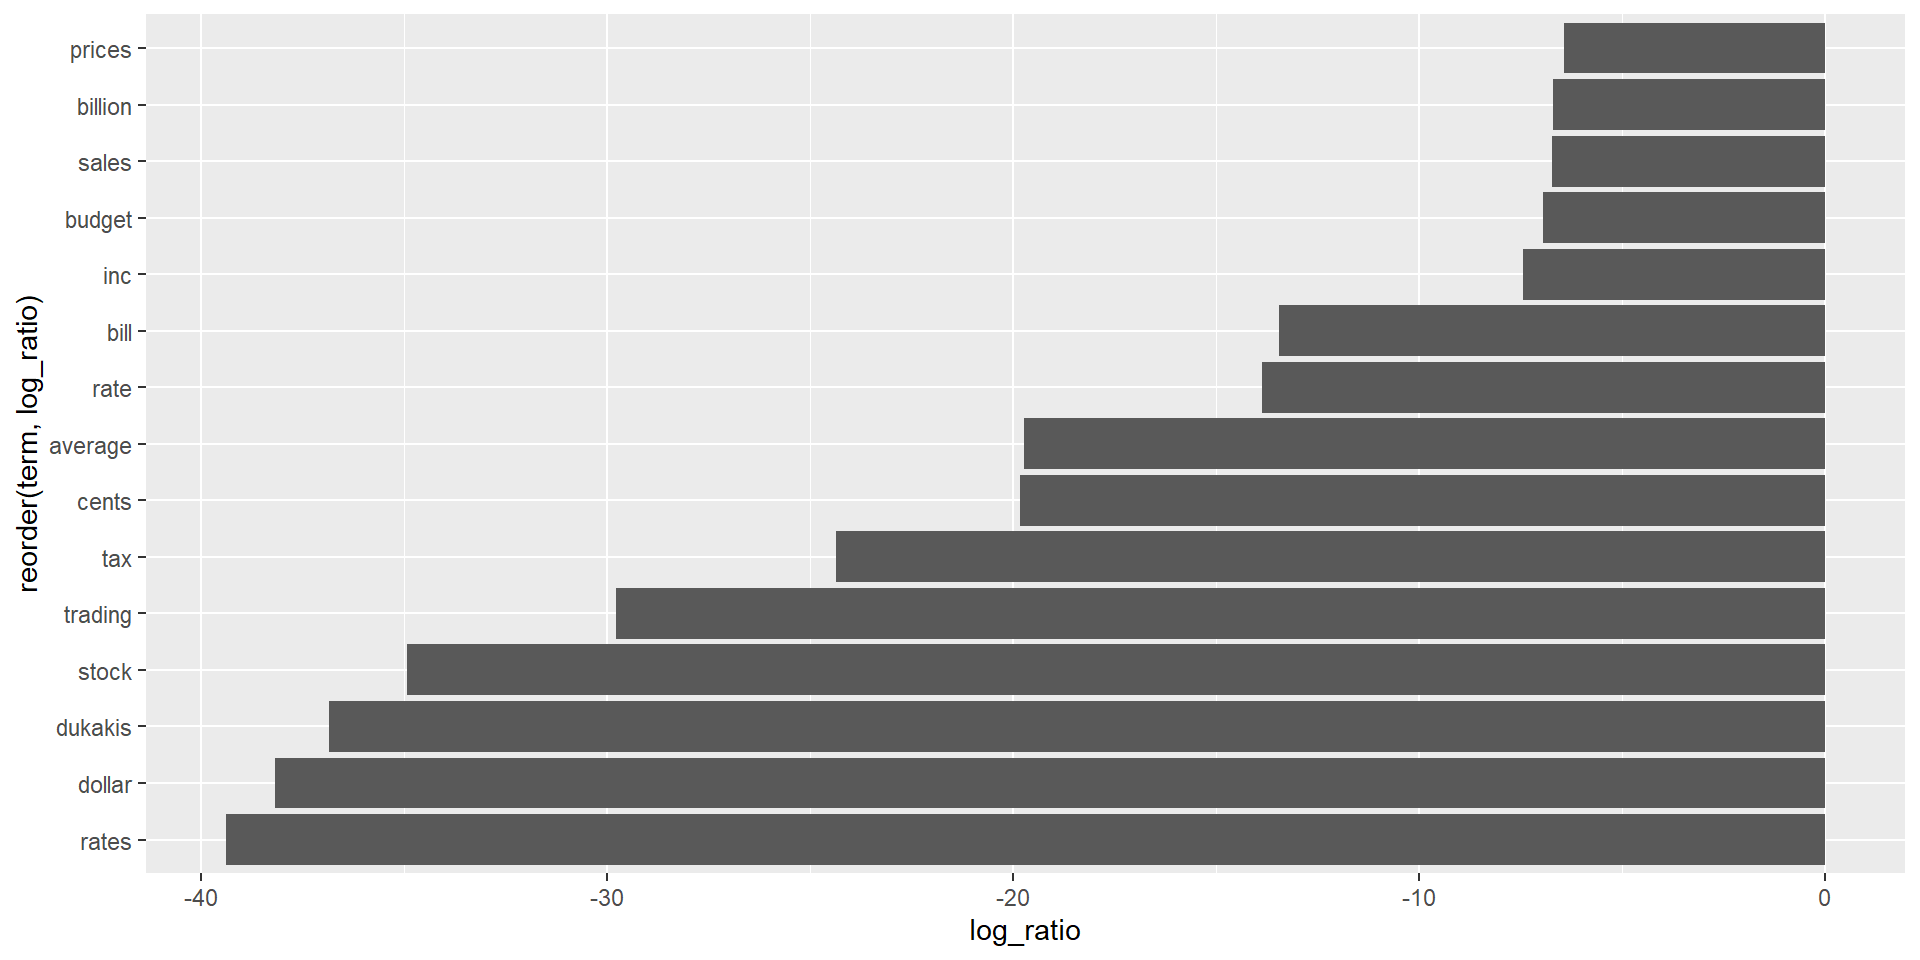 prices
billion
sales
budget
inc
bill
rate
average
cents
tax
trading
stock
dukakis
dollar
rates
reorder(term, log_ratio)
-40 -30 -20 -10 0
log_ratio